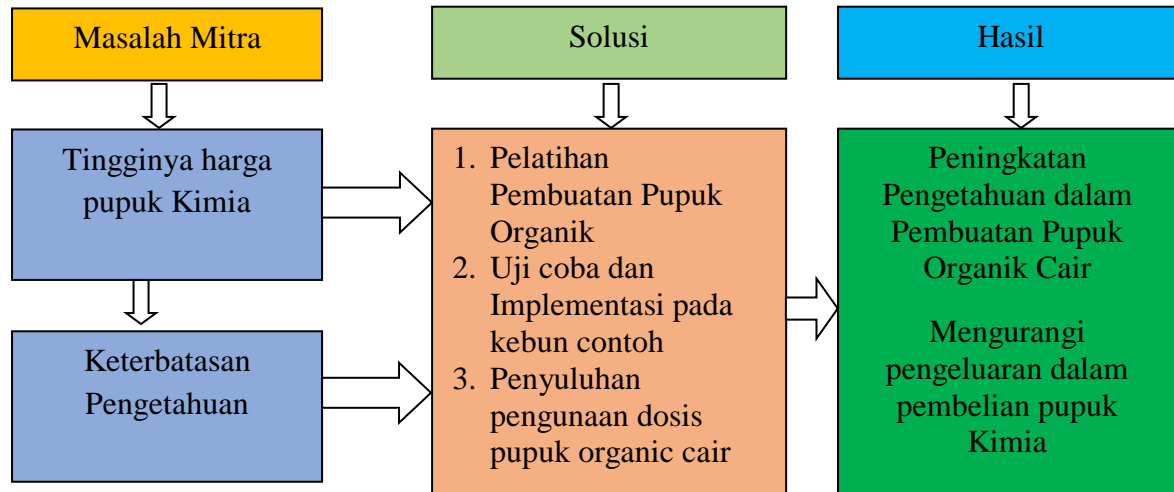 Masalah Mitra
Solusi
Hasil
Tingginya harga
pupuk Kimia
Keterbatasan
Pengetahuan
1. Pelatihan
Pembuatan Pupuk
Organik
2. Uji coba dan
Implementasi pada
kebun contoh
3. Penyuluhan
pengunaan dosis
pupuk organic cair
Peningkatan
Pengetahuan dalam
Pembuatan Pupuk
Organik Cair
Mengurangi
pengeluaran dalam
pembelian pupuk
Kimia